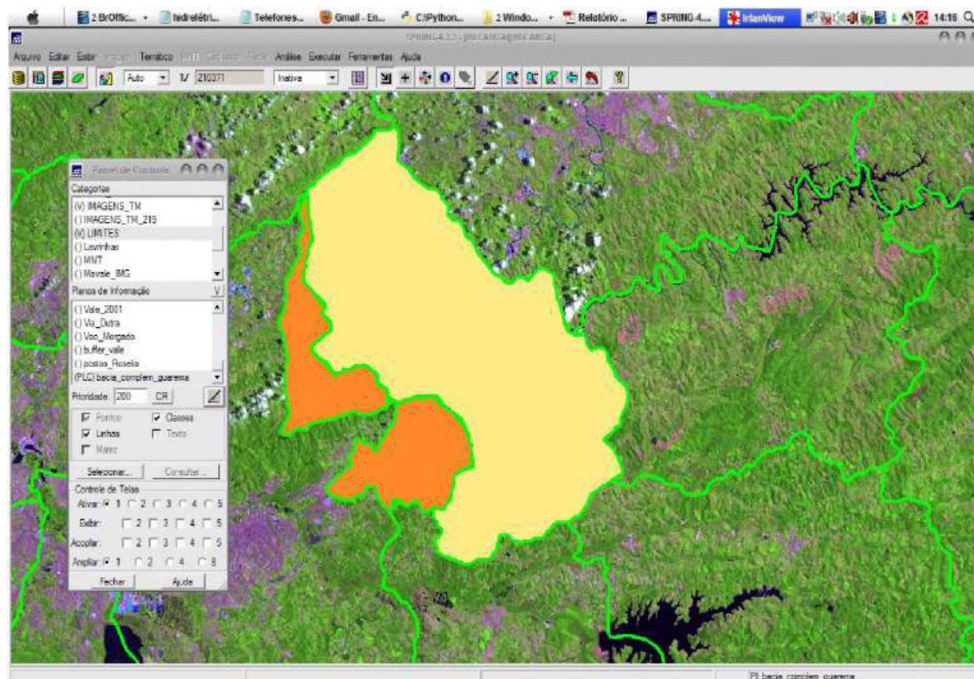 2 BrOffic... hidrelétri... Telefones... Gmail - En... C:\Python... 2 Windo... Relatório ... SPRING-4.... IrfanView 14:16
Arquivo Editar Exibir Temático Análise Executar Ferramentas Ajuda
Auto 1/ 210371 Inativa
Painel de Controle
Categorias
(V) IMAGENS_TM
() IMAGENS_TM_219
(V) LIMITES
() Lavrinhas
() MNT
() Mavale_IMG
Planos de Informação V
() Vale_2001
() Via_Dutra
() Voo_Morgado
() buffer_vale
() postos_Roselia
(PLC) bacia_complem_guarema
Prioridade: 200 CR
Pontos Classes
Linhas Texto
Matriz
Selecionar... Consultar...
Controle de Telas
Ativar: 1 2 3 4 5
Exibir: 2 3 4 5
Acoplar: 2 3 4 5
Ampliar: 1 2 4 8
Fechar Ajuda
PI: bacia_complem_guarema